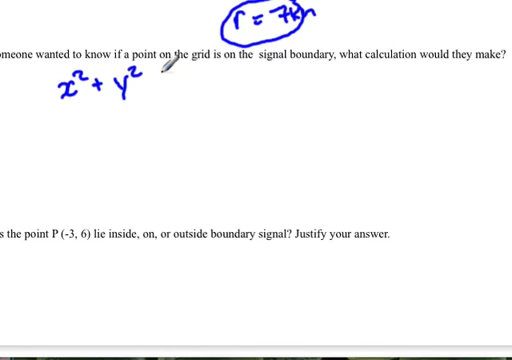 r = 7km
omeone wanted to know if a point on the grid is on the signal boundary, what calculation would they make?
x² + y²
s the point P (-3, 6) lie inside, on, or outside boundary signal? Justify your answer.